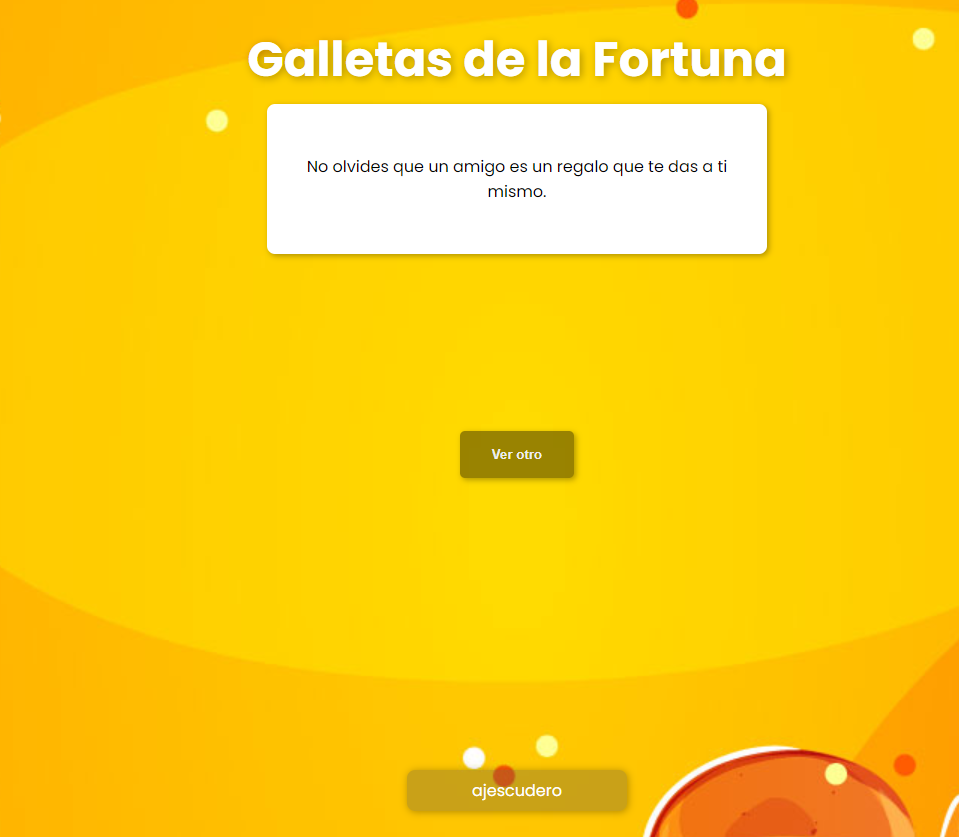 Galletas de la Fortuna
No olvides que un amigo es un regalo que te das a ti
mismo.
Ver otro
ajescudero